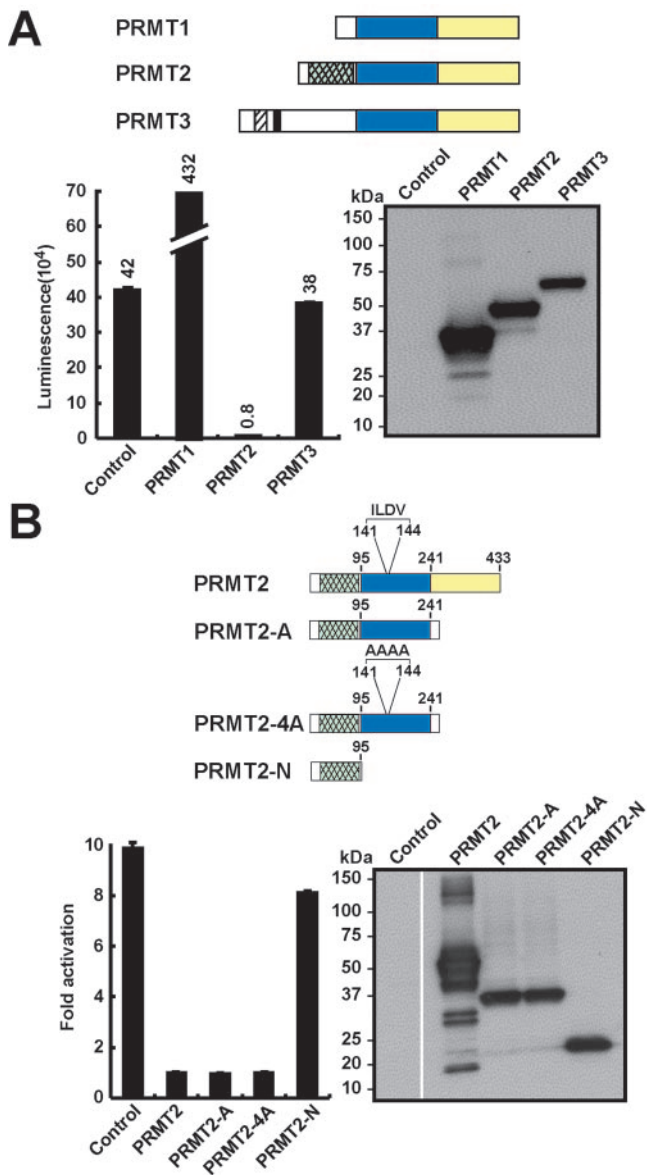 A
PRMT1
PRMT2
PRMT3
Luminescence(10⁴)
70
60
50
40
30
20
10
0
42
432
0.8
38
Control
PRMT1
PRMT2
PRMT3
kDa
Control
PRMT1
PRMT2
PRMT3
150
100
75
50
37
25
20
10
B
ILDV
141 144
95 241 433
PRMT2
95 241
PRMT2-A
AAAA
141 144
95 241
PRMT2-4A
95
PRMT2-N
Fold activation
10
8
6
4
2
0
Control
PRMT2
PRMT2-A
PRMT2-4A
PRMT2-N
kDa
Control
PRMT2
PRMT2-A
PRMT2-4A
PRMT2-N
150
100
75
50
37
25
20
10